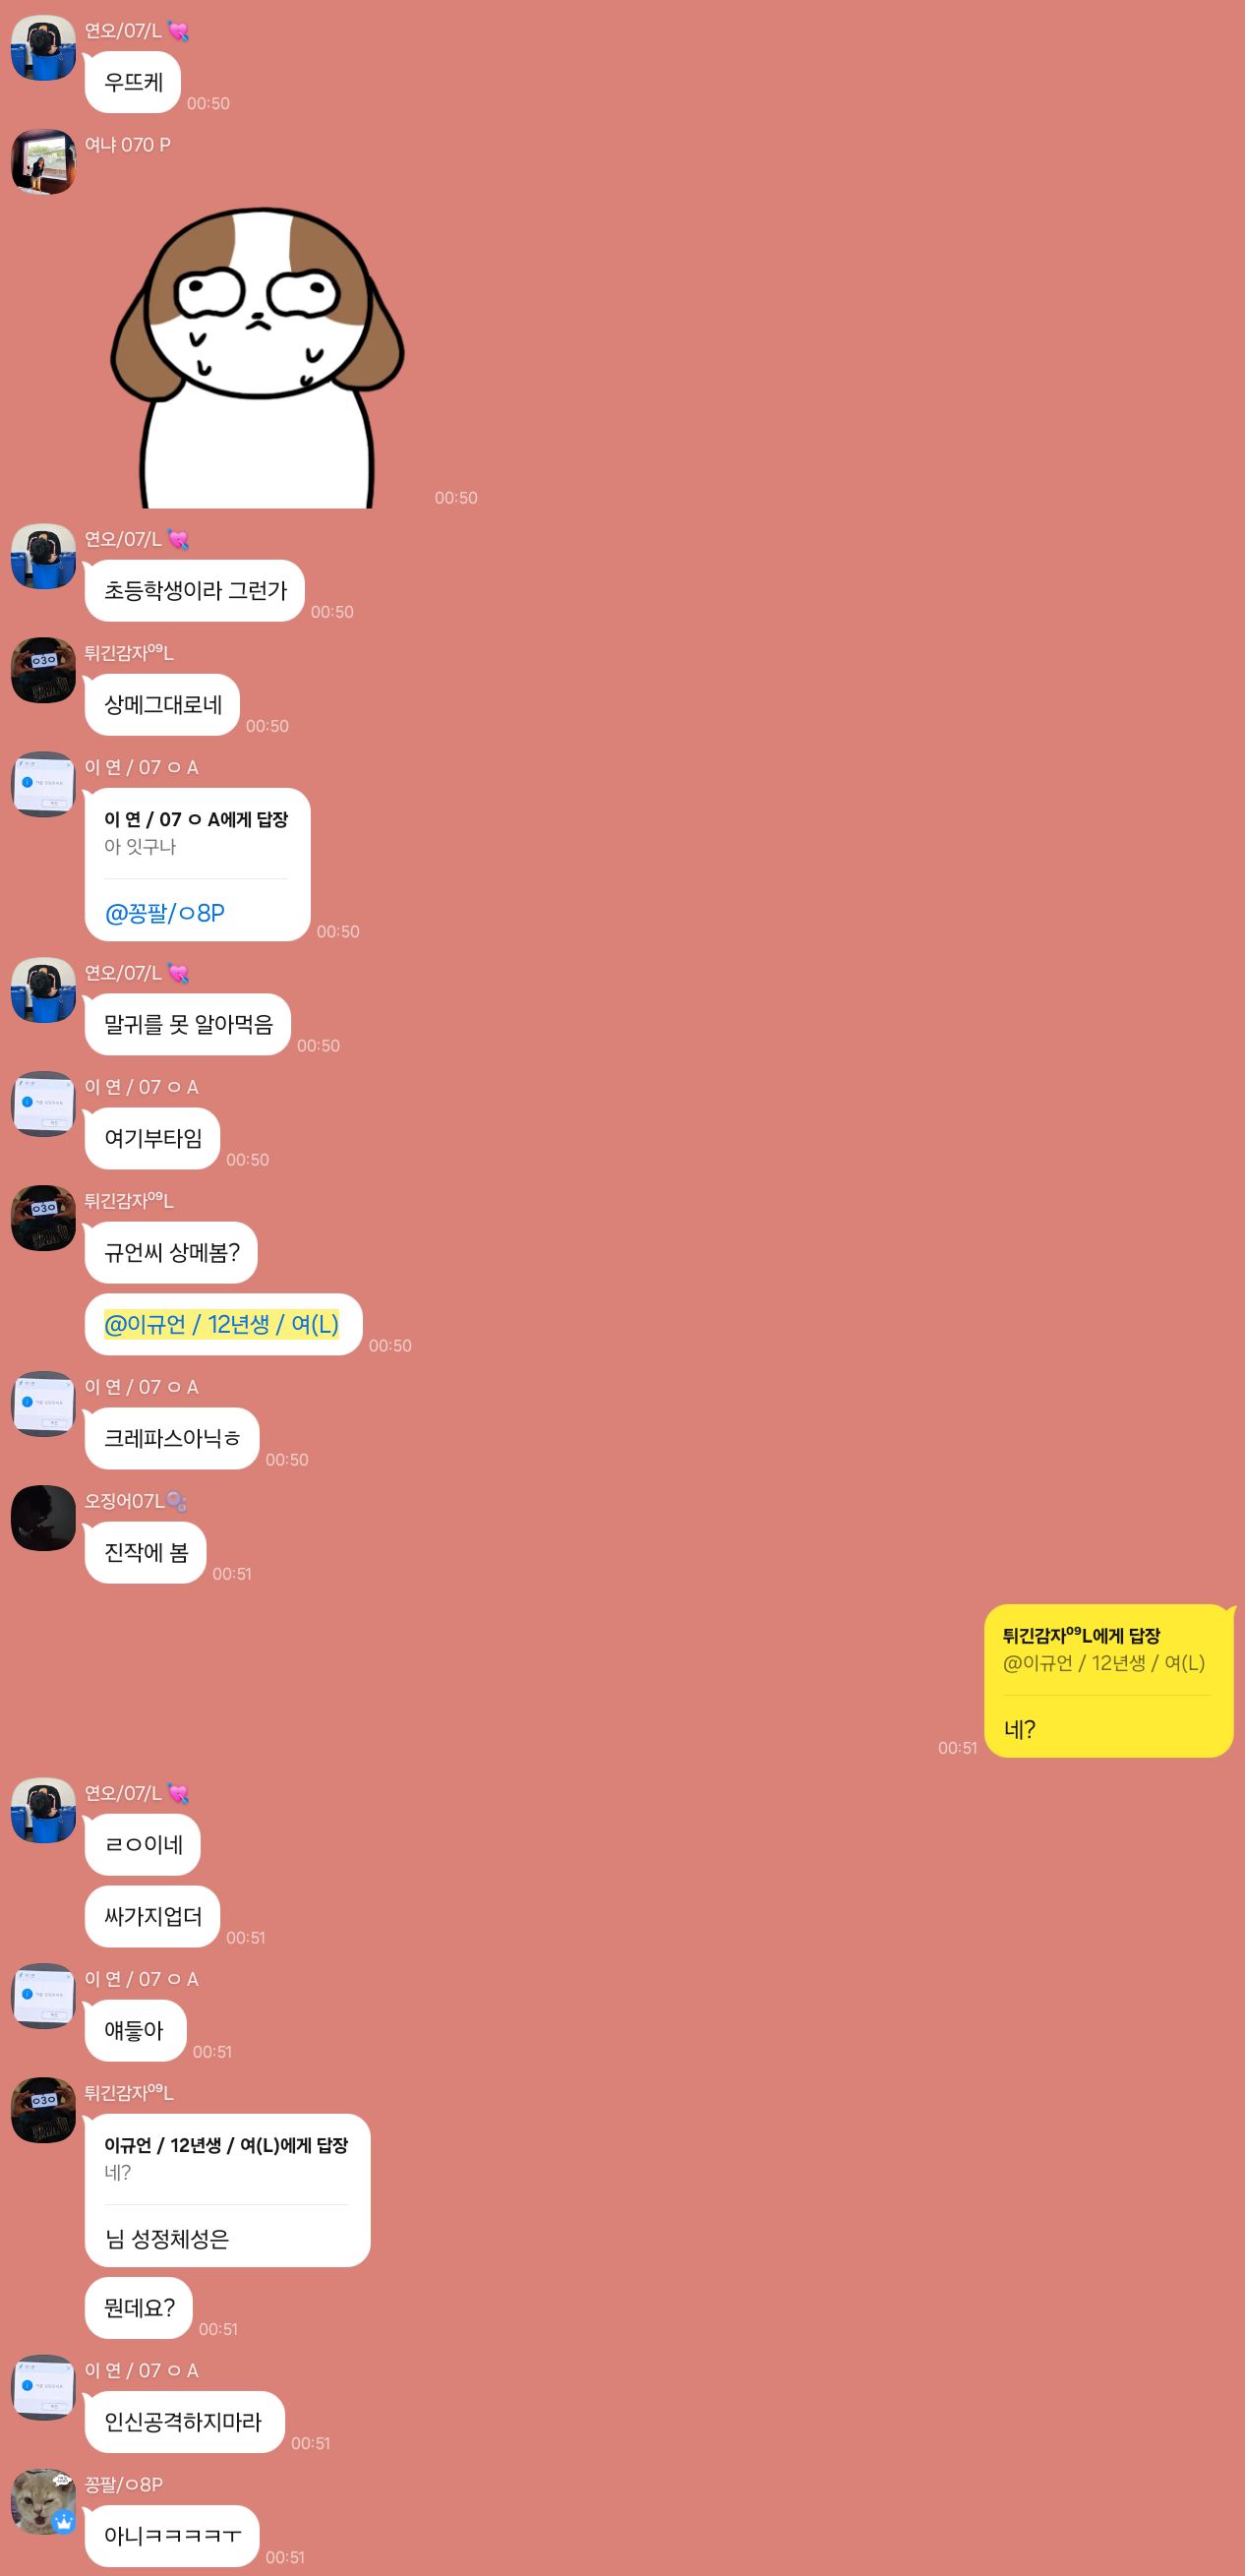 연오/07/L 💘
우뜨케
00:50
여냐 070 P
00:50
연오/07/L 💘
초등학생이라 그런가
00:50
튀긴감자⁰⁹L
상메그대로네
00:50
이 연 / 07 ㅇ A
이 연 / 07 ㅇ A에게 답장
아 잇구나
@꽁팔/ㅇ8P
00:50
연오/07/L 💘
말귀를 못 알아먹음
00:50
이 연 / 07 ㅇ A
여기부타임
00:50
튀긴감자⁰⁹L
규언씨 상메봄?
@이규언 / 12년생 / 여(L)
00:50
이 연 / 07 ㅇ A
크레파스아닉ㅎ
00:50
오징어07L🫧
진작에 봄
00:51
튀긴감자⁰⁹L에게 답장
@이규언 / 12년생 / 여(L)
네?
00:51
연오/07/L 💘
ㄹㅇ이네
싸가지업더
00:51
이 연 / 07 ㅇ A
얘듷아
00:51
튀긴감자⁰⁹L
이규언 / 12년생 / 여(L)에게 답장
네?
님 성정체성은
뭔데요?
00:51
이 연 / 07 ㅇ A
인신공격하지마라
00:51
꽁팔/ㅇ8P
아니ㅋㅋㅋㅋㅜ
00:51